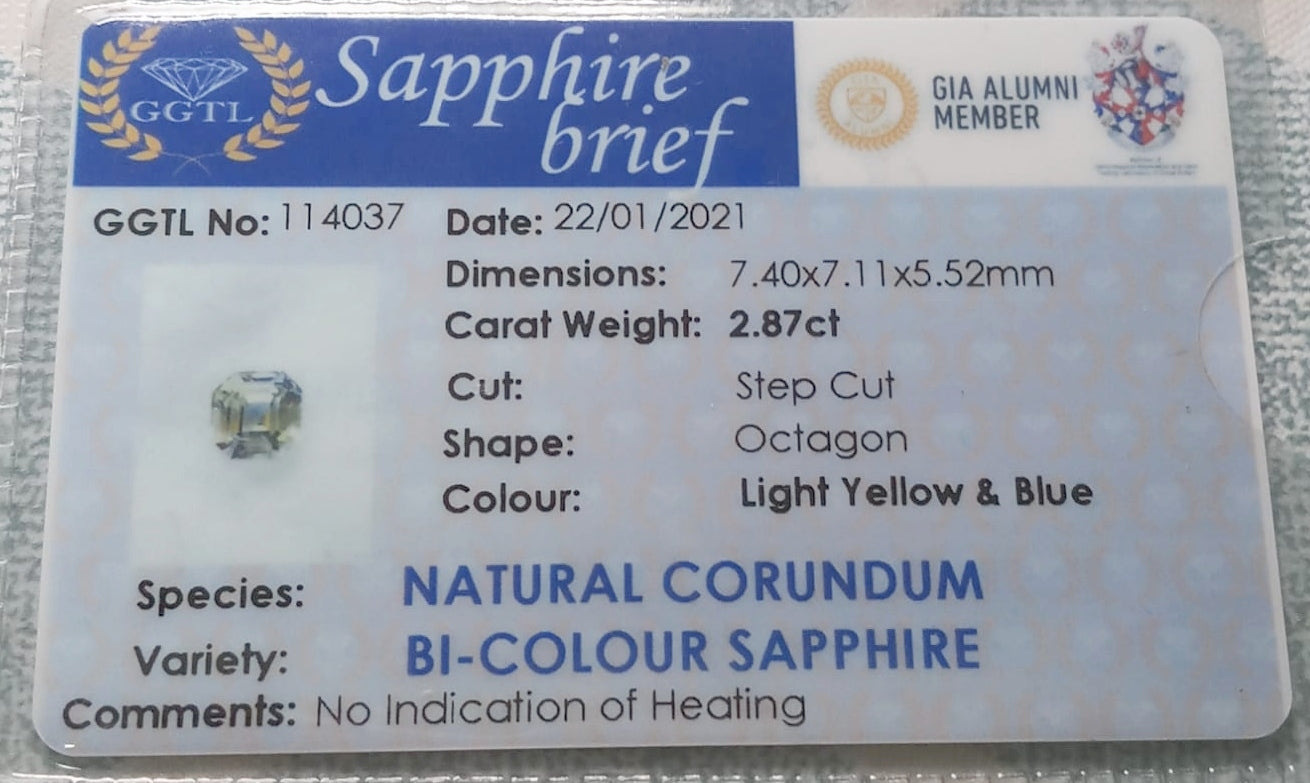 GGTL
Sapphire
brief
GIA ALUMNI
MEMBER
GGTL No: 114037 Date: 22/01/2021
Dimensions: 7.40x7.11x5.52mm
Carat Weight: 2.87ct
Cut: Step Cut
Shape: Octagon
Colour: Light Yellow & Blue
Species: NATURAL CORUNDUM
Variety: BI-COLOUR SAPPHIRE
Comments: No Indication of Heating